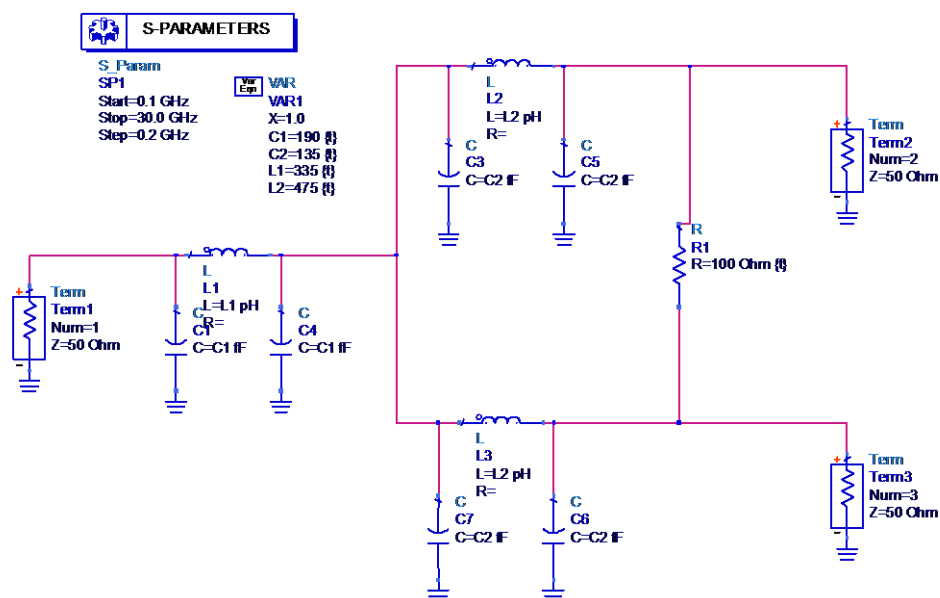 S-PARAMETERS
S_Param
SP1
Start=0.1 GHz
Stop=30.0 GHz
Step=0.2 GHz
Var
Eqn
VAR
VAR1
X=1.0
C1=190 {t}
C2=135 {t}
L1=335 {t}
L2=475 {t}
L
L2
L=L2 pH
R=
C
C3
C=C2 fF
C
C5
C=C2 fF
+
Term
Term2
Num=2
Z=50 Ohm
-
R
R1
R=100 Ohm {t}
+
Term
Term1
Num=1
Z=50 Ohm
-
L
L1
L=L1 pH
R=
C
C1
C=C1 fF
C
C4
C=C1 fF
L
L3
L=L2 pH
R=
C
C7
C=C2 fF
C
C6
C=C2 fF
+
Term
Term3
Num=3
Z=50 Ohm
-